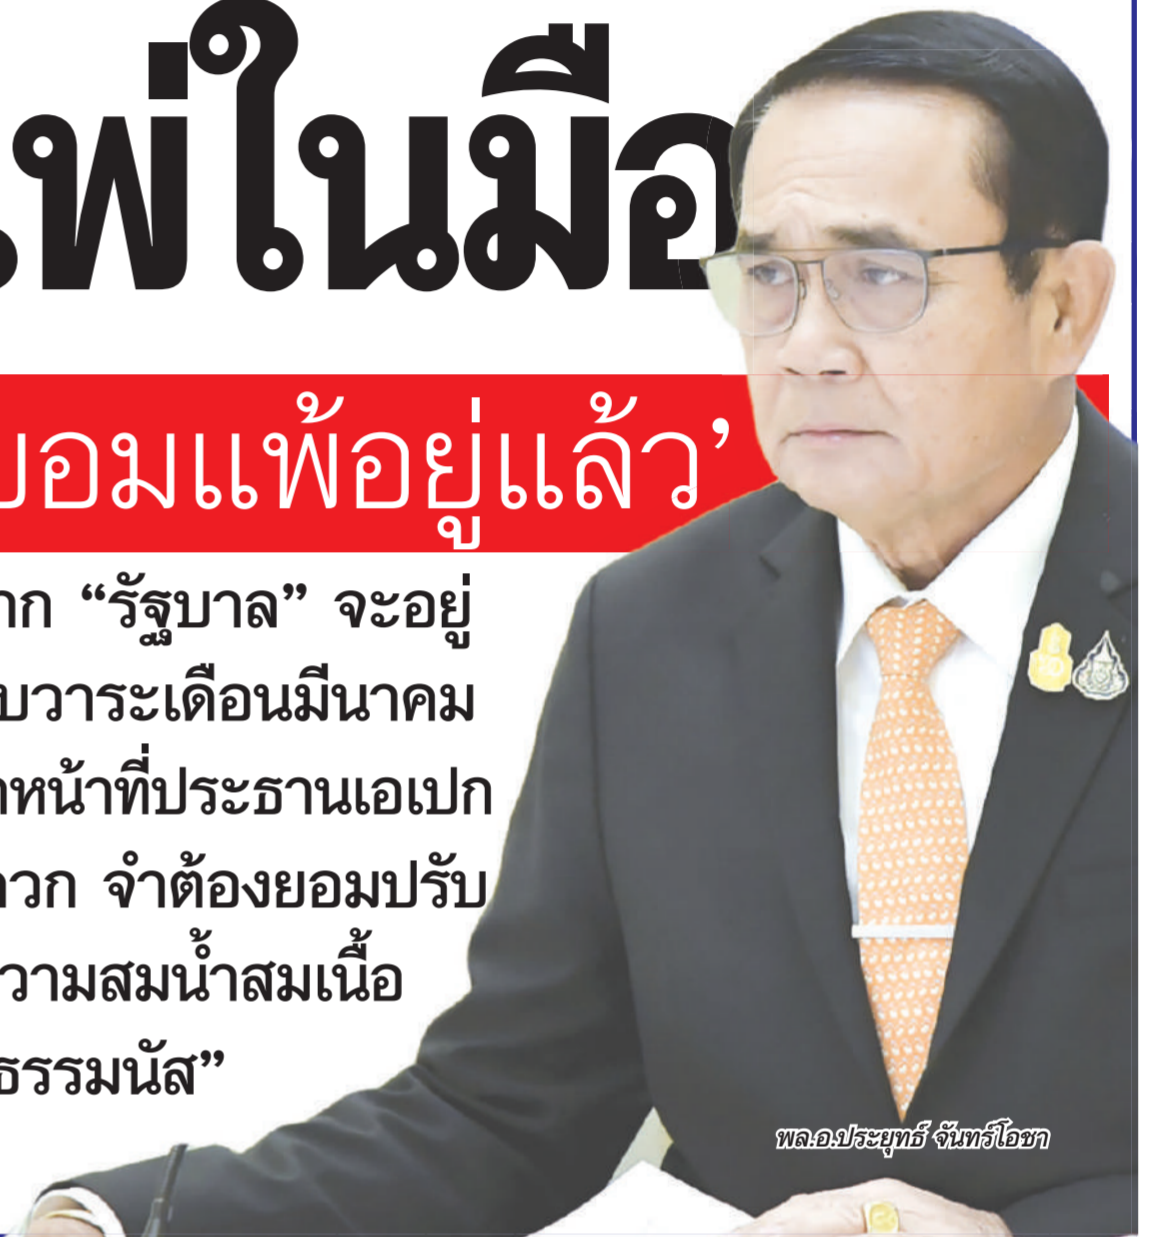 พ่ในมือ
ยอมแพ้อยู่แล้ว’
าก “รัฐบาล” จะอยู่
บวาระเดือนมีนาคม
หน้าที่ประธานเอเปก
วก จำต้องยอมปรับ
วามสมน้ำสมเนื้อ
ธรรมนัส”
พล.อ.ประยุทธ์ จันทร์โอชา